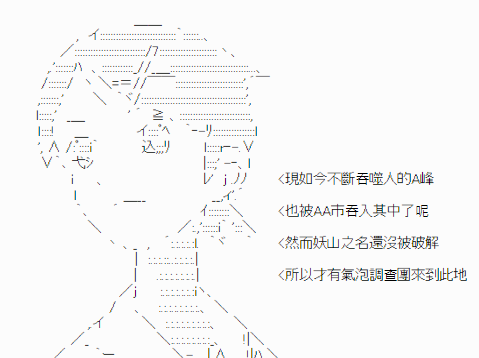 <現如今不斷吞噬人的A峰
<也被AA市吞入其中了呢
<然而妖山之名還沒被破解
<所以才有氣泡調查團來到此地